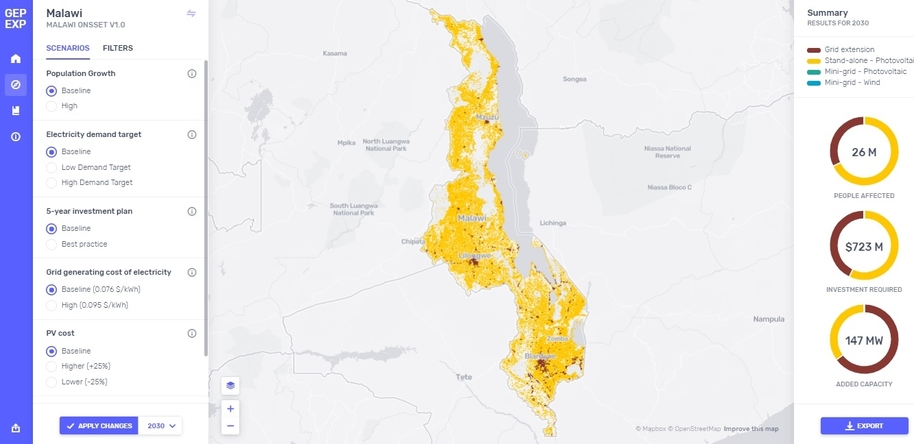 GEP
EXP
Malawi
MALAWI ONSSET V1.0
SCENARIOS
FILTERS
Population Growth
Baseline
High
Electricity demand target
Baseline
Low Demand Target
High Demand Target
5-year investment plan
Baseline
Best practice
Grid generating cost of electricity
Baseline (0.076 $/kWh)
High (0.095 $/kWh)
PV cost
Baseline
Higher (+25%)
Lower (-25%)
APPLY CHANGES
2030
Kasama
Songea
Mzuzu
Mpika
North Luangwa
National Park
Niassa National
Reserve
Niassa Bloco C
South Luangwa
National Park
Malawi
Lichinga
Chipata
Lilongwe
Nampula
Zomba
Blantyre
Tete
© Mapbox © OpenStreetMap Improve this map
Summary
RESULTS FOR 2030
Grid extension
Stand-alone - Photovoltai
Mini-grid - Photovoltaic
Mini-grid - Wind
26 M
PEOPLE AFFECTED
$723 M
INVESTMENT REQUIRED
147 MW
ADDED CAPACITY
EXPORT